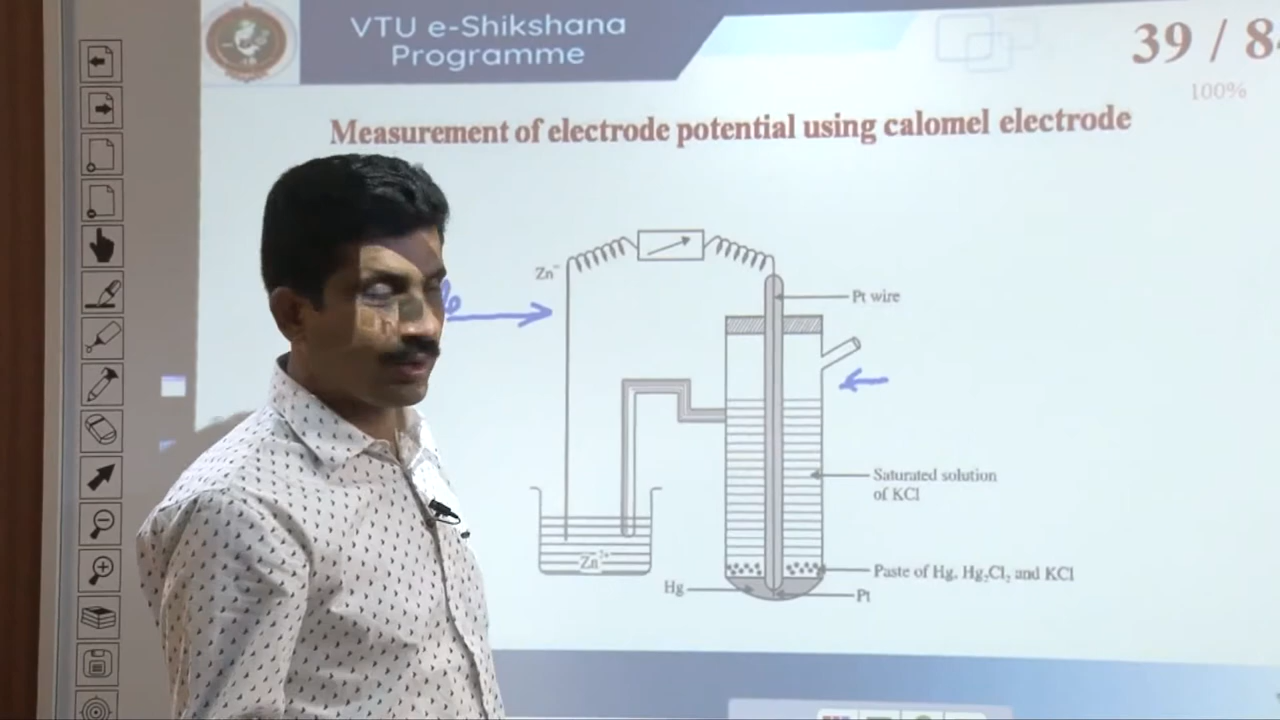 VTU e-Shikshana
Programme
39 / 8
100%
Measurement of electrode potential using calomel electrode
Zn⁻
Pt wire
Saturated solution
of KCl
Zn²⁺
Paste of Hg, Hg₂Cl₂ and KCl
Hg
Pt